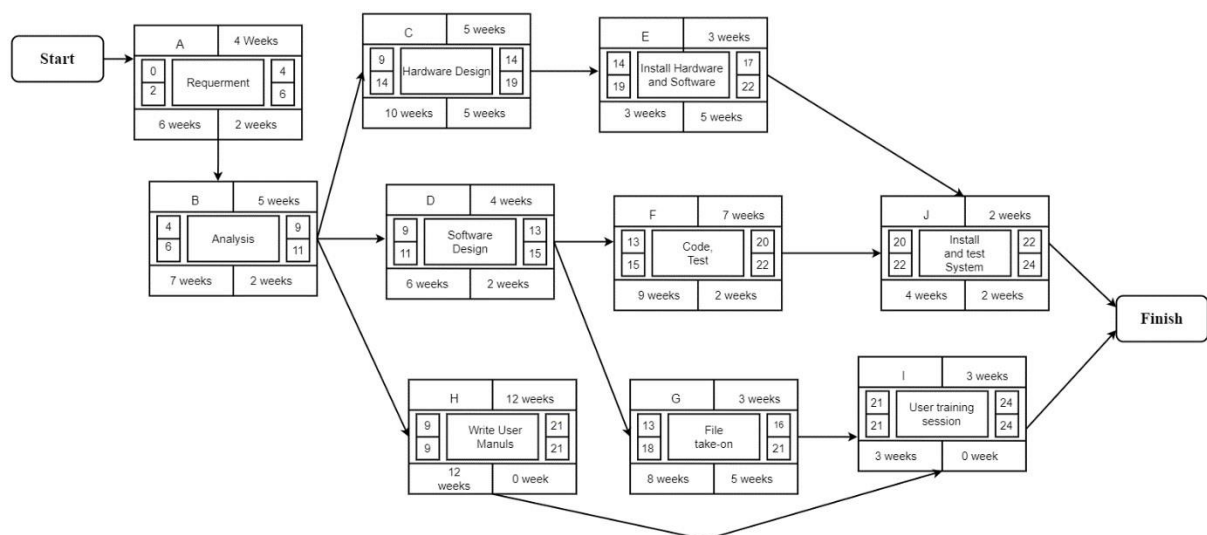 Start
A
4 Weeks
0
2
Requerment
4
6
6 weeks
2 weeks
C
5 weeks
9
14
Hardware Design
14
19
10 weeks
5 weeks
E
3 weeks
14
19
Install Hardware
and Software
17
22
3 weeks
5 weeks
B
5 weeks
4
6
Analysis
9
11
7 weeks
2 weeks
D
4 weeks
9
11
Software
Design
13
15
6 weeks
2 weeks
F
7 weeks
13
15
Code,
Test
20
22
9 weeks
2 weeks
J
2 weeks
20
22
Install
and test
System
22
24
4 weeks
2 weeks
Finish
H
12 weeks
9
9
Write User
Manuls
21
21
12
weeks
0 week
G
3 weeks
13
18
File
take-on
16
21
8 weeks
5 weeks
I
3 weeks
21
21
User training
session
24
24
3 weeks
0 week